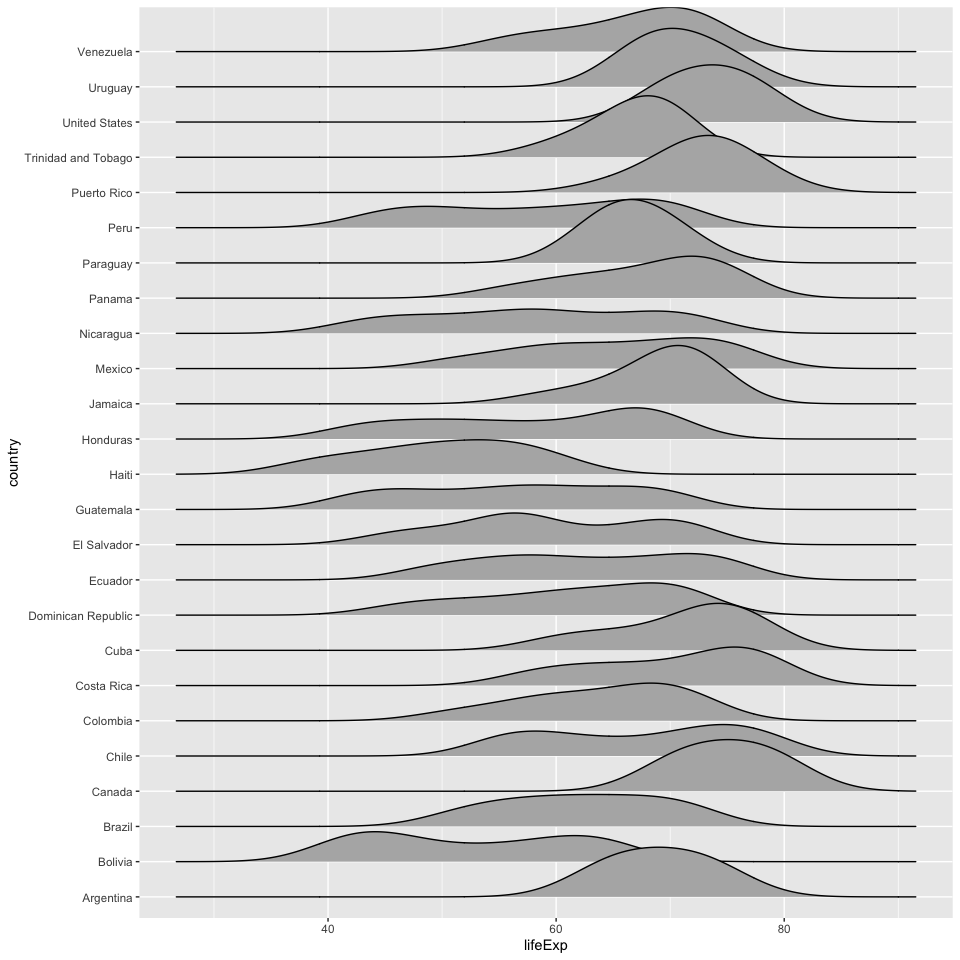 Venezuela
Uruguay
United States
Trinidad and Tobago
Puerto Rico
Peru
Paraguay
Panama
Nicaragua
Mexico
Jamaica
Honduras
Haiti
Guatemala
El Salvador
Ecuador
Dominican Republic
Cuba
Costa Rica
Colombia
Chile
Canada
Brazil
Bolivia
Argentina
country
40 60 80
lifeExp